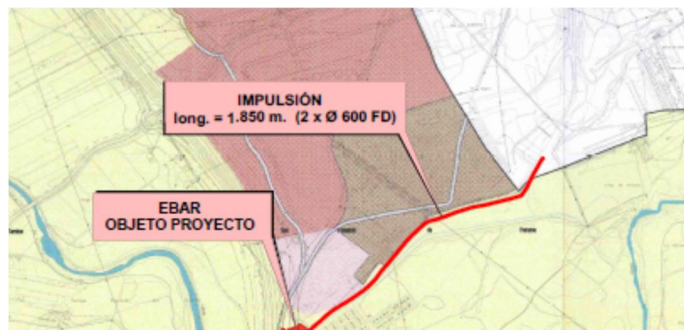 IMPULSIÓN
long. = 1.850 m. (2 x Ø 600 FD)
EBAR
OBJETO PROYECTO